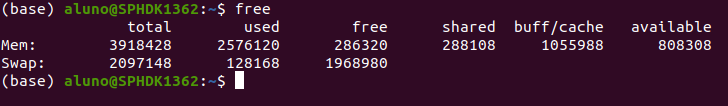 (base) aluno@SPHDK1362:~$ free
total used free shared buff/cache available
Mem: 3918428 2576120 286320 288108 1055988 808308
Swap: 2097148 128168 1968980
(base) aluno@SPHDK1362:~$